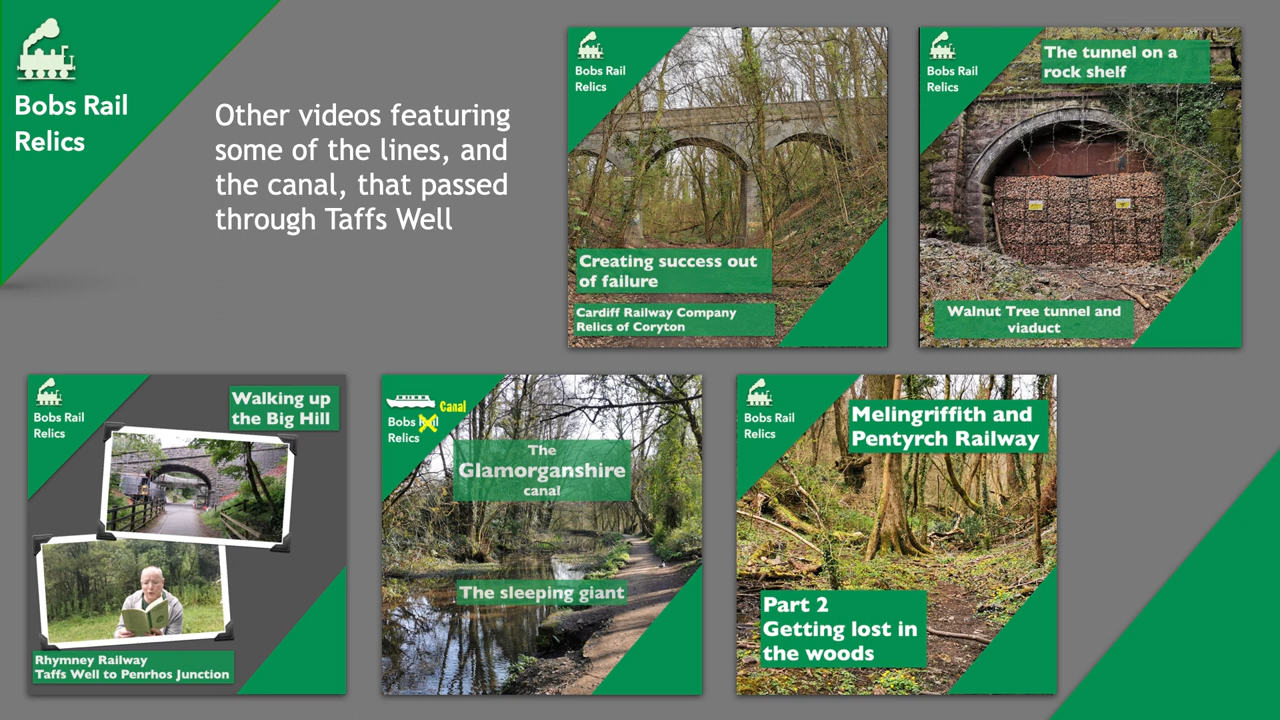 Bobs Rail
Relics
Other videos featuring
some of the lines, and
the canal, that passed
through Taffs Well
Bobs Rail
Relics
Creating success out
of failure
Cardiff Railway Company
Relics of Coryton
Bobs Rail
Relics
The tunnel on a
rock shelf
Walnut Tree tunnel and
viaduct
Bobs Rail
Relics
Walking up
the Big Hill
Rhymney Railway
Taffs Well to Penrhos Junction
Canal
Bobs Rail
Relics
The
Glamorganshire
canal
The sleeping giant
Bobs Rail
Relics
Melingriffith and
Pentyrch Railway
Part 2
Getting lost in
the woods